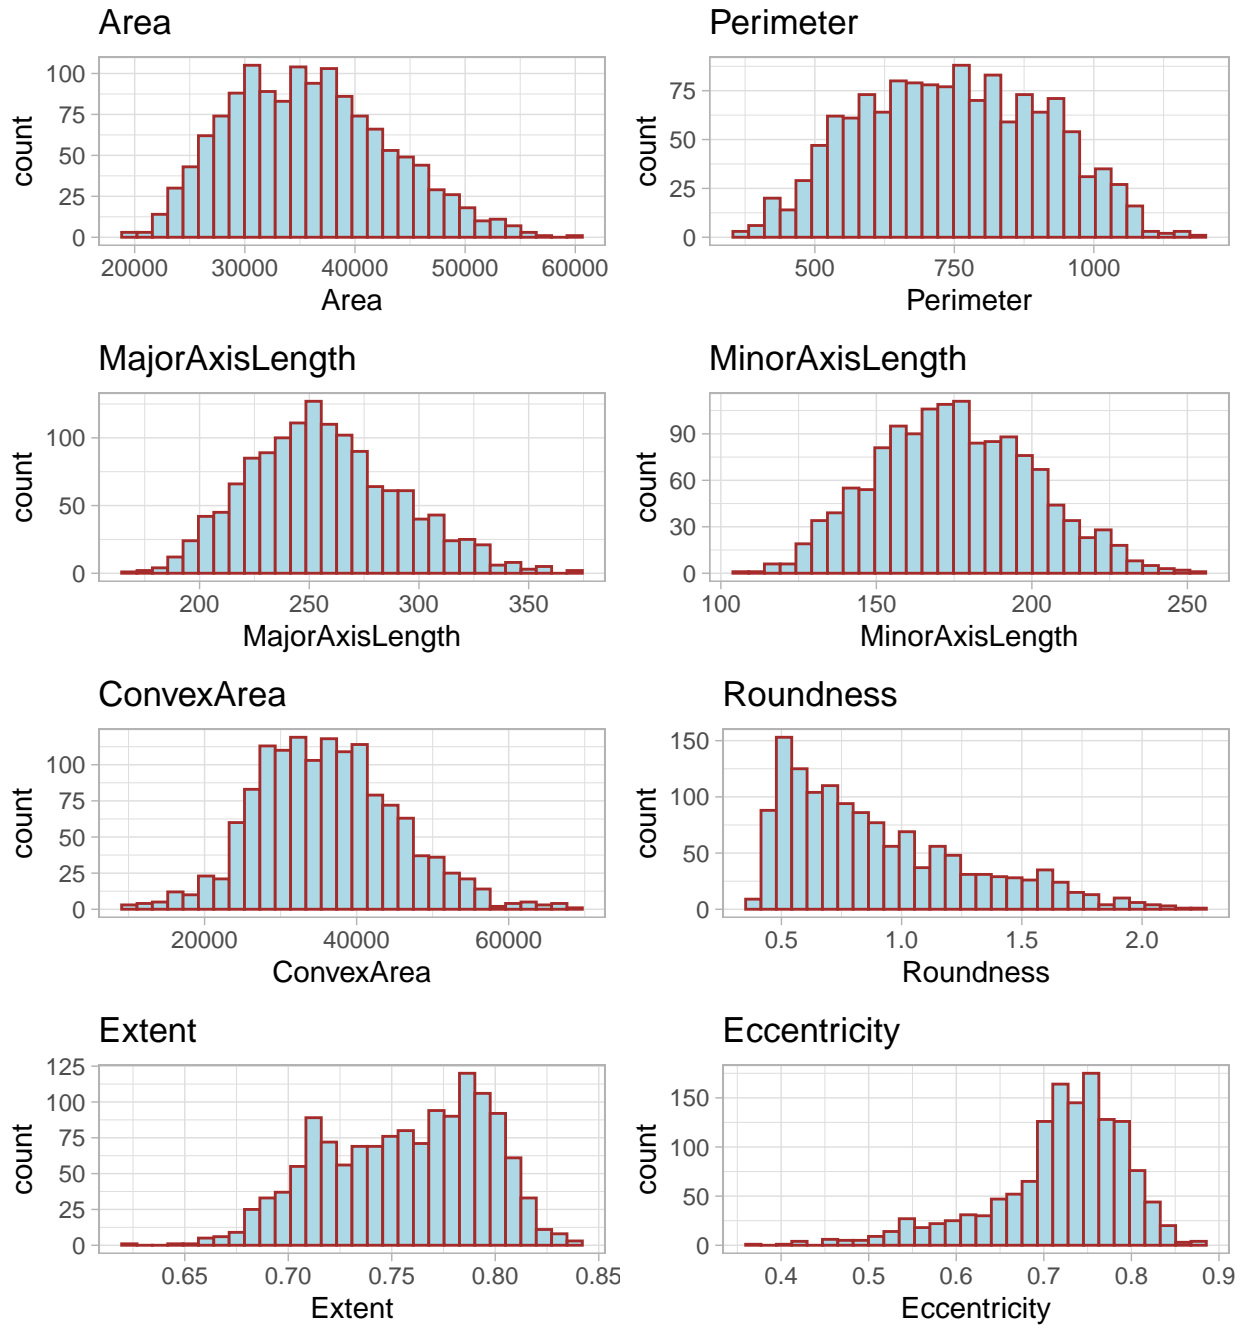 Area
count
100
75
50
25
0
20000 30000 40000 50000 60000
Area
Perimeter
count
75
50
25
0
500 750 1000
Perimeter
MajorAxisLength
count
100
50
0
200 250 300 350
MajorAxisLength
MinorAxisLength
count
90
60
30
0
100 150 200 250
MinorAxisLength
ConvexArea
count
100
75
50
25
0
20000 40000 60000
ConvexArea
Roundness
count
150
100
50
0
0.5 1.0 1.5 2.0
Roundness
Extent
count
125
100
75
50
25
0
0.65 0.70 0.75 0.80 0.85
Extent
Eccentricity
count
150
100
50
0
0.4 0.5 0.6 0.7 0.8 0.9
Eccentricity